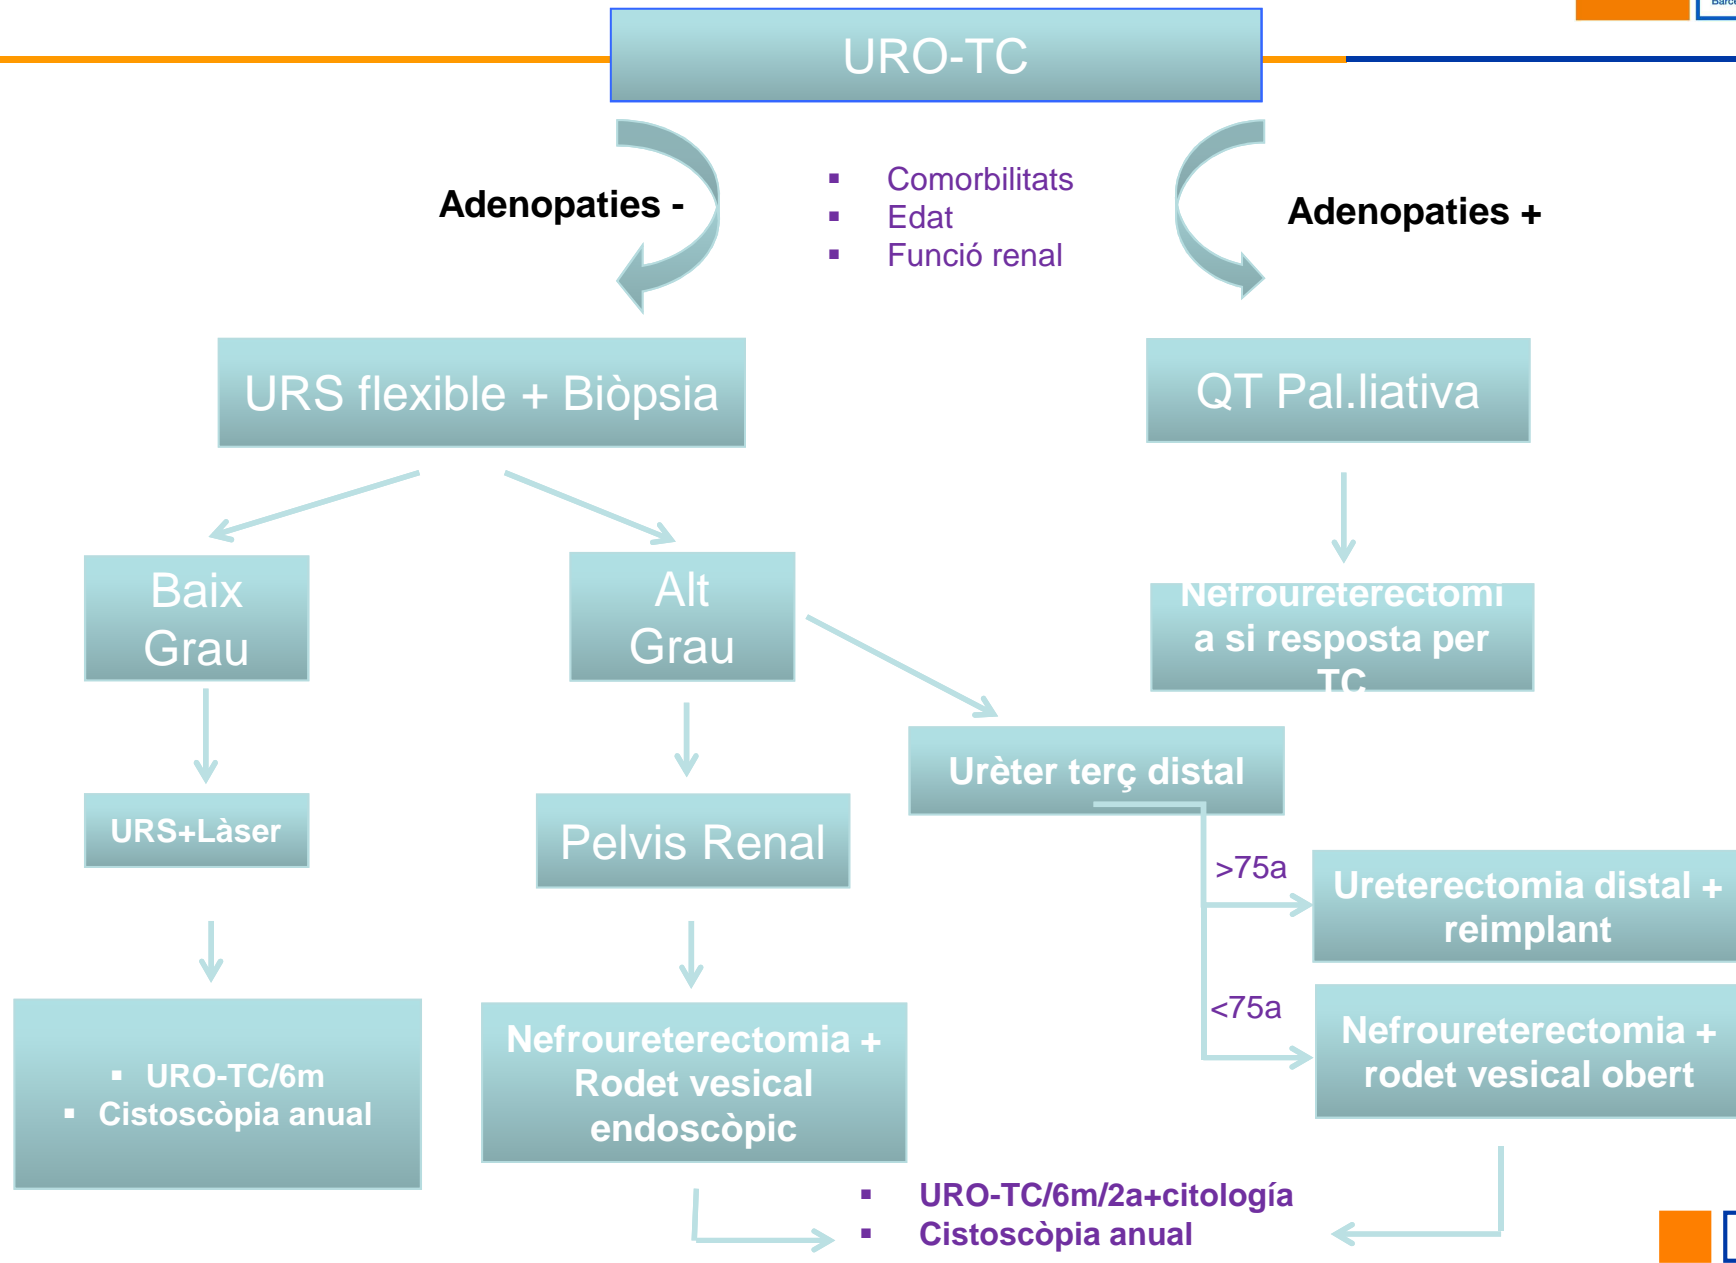 URO-TC
Adenopaties -
▪ Comorbilitats
▪ Edat
▪ Funció renal
Adenopaties +
URS flexible + Biòpsia
QT Pal.liativa
Baix
Grau
Alt
Grau
Nefroureterectomi
a si resposta per
TC
Urèter terç distal
URS+Làser
Pelvis Renal
>75a
Ureterectomia distal +
reimplant
<75a
Nefroureterectomia +
rodet vesical obert
▪ URO-TC/6m
▪ Cistoscòpia anual
Nefroureterectomia +
Rodet vesical
endoscòpic
▪ URO-TC/6m/2a+citología
▪ Cistoscòpia anual